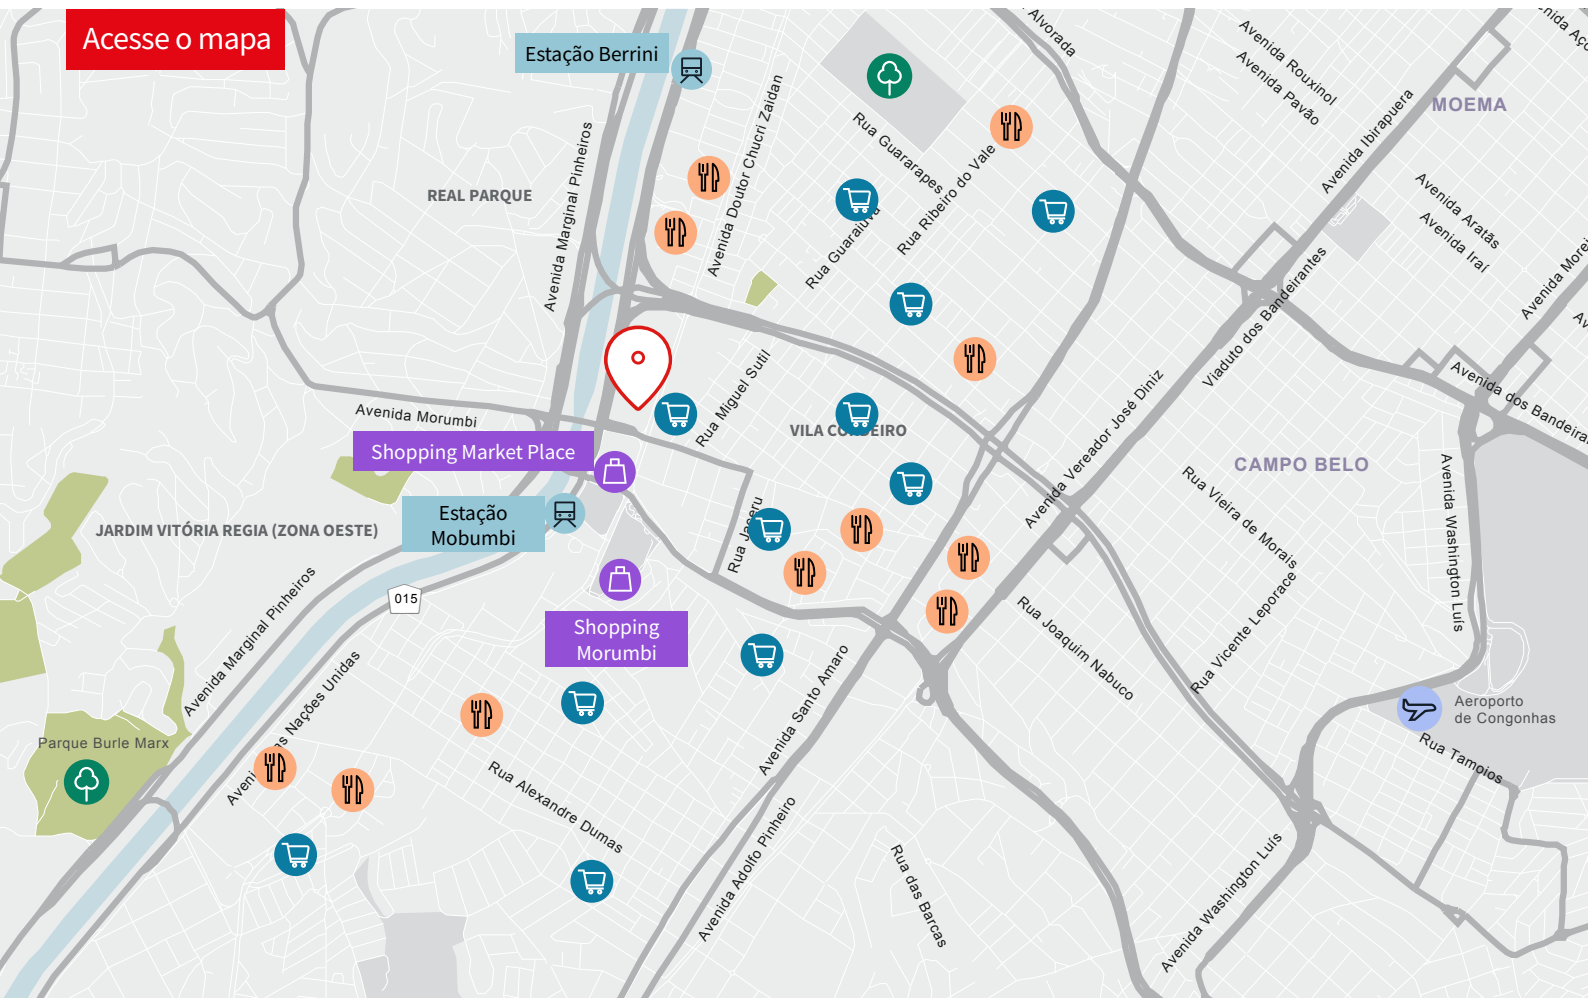 Acesse o mapa
Estação Berrini
Alvorada
Avenida Rouxinol
Avenida Pavão
MOEMA
Avenida Ibirapuera
Avenida Marginal Pinheiros
Avenida Doutor Chucri Zaidan
Rua Guararapes
Rua Ribeiro do Vale
REAL PARQUE
Avenida Aratãs
Avenida Iraí
Viaduto dos Bandeirantes
Avenida Morumbi
Rua Miguel Sutil
Shopping Market Place
Avenida Vereador José Diniz
CAMPO BELO
Rua Vieira de Morais
Avenida Washington Luís
Estação
Mobumbi
JARDIM VITÓRIA REGIA (ZONA OESTE)
015
Avenida Marginal Pinheiros
Shopping
Morumbi
Rua Joaquim Nabuco
Rua Vicente Leporace
Avenida Santo Amaro
Aeroporto
de Congonhas
Rua Tamoios
Parque Burle Marx
Nações Unidas
Rua Alexandre Dumas
Avenida Adolfo Pinheiro
Rua das Barcas
Avenida Washington Luís